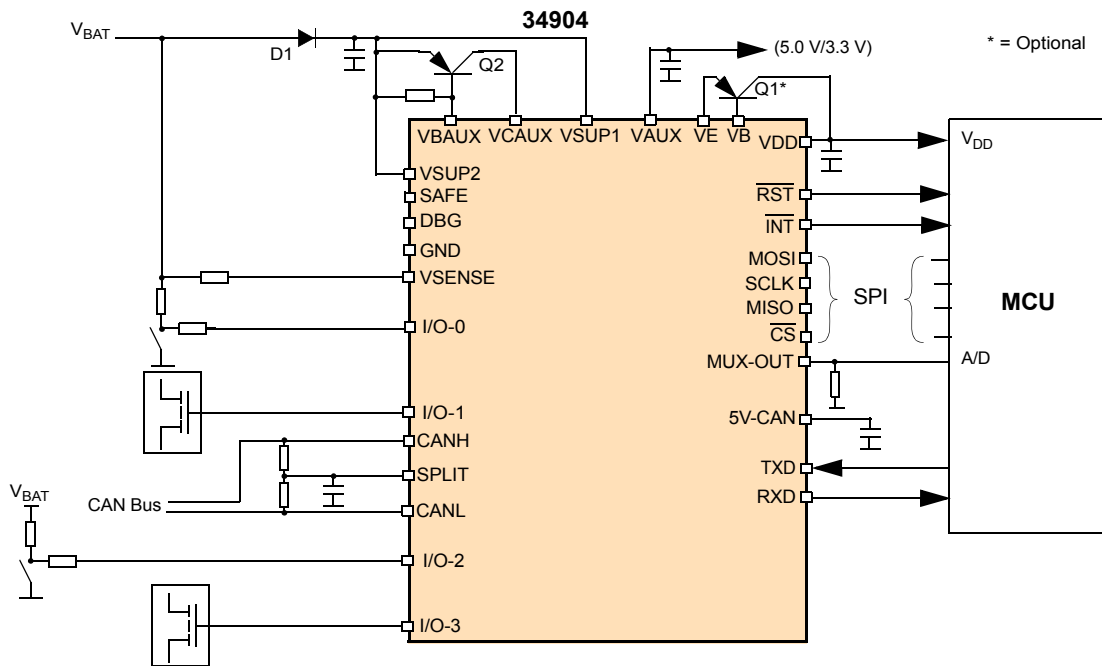 34904
V_BAT
D1
Q2
(5.0 V/3.3 V)
* = Optional
Q1*
VBAUX VCAUX VSUP1 VAUX VE VB
VDD
V_DD
VSUP2
SAFE
RST
DBG
INT
GND
MOSI
VSENSE
SCLK
SPI
MCU
MISO
I/O-0
CS
MUX-OUT
A/D
I/O-1
5V-CAN
CANH
SPLIT
TXD
V_BAT
RXD
CAN Bus
CANL
I/O-2
I/O-3